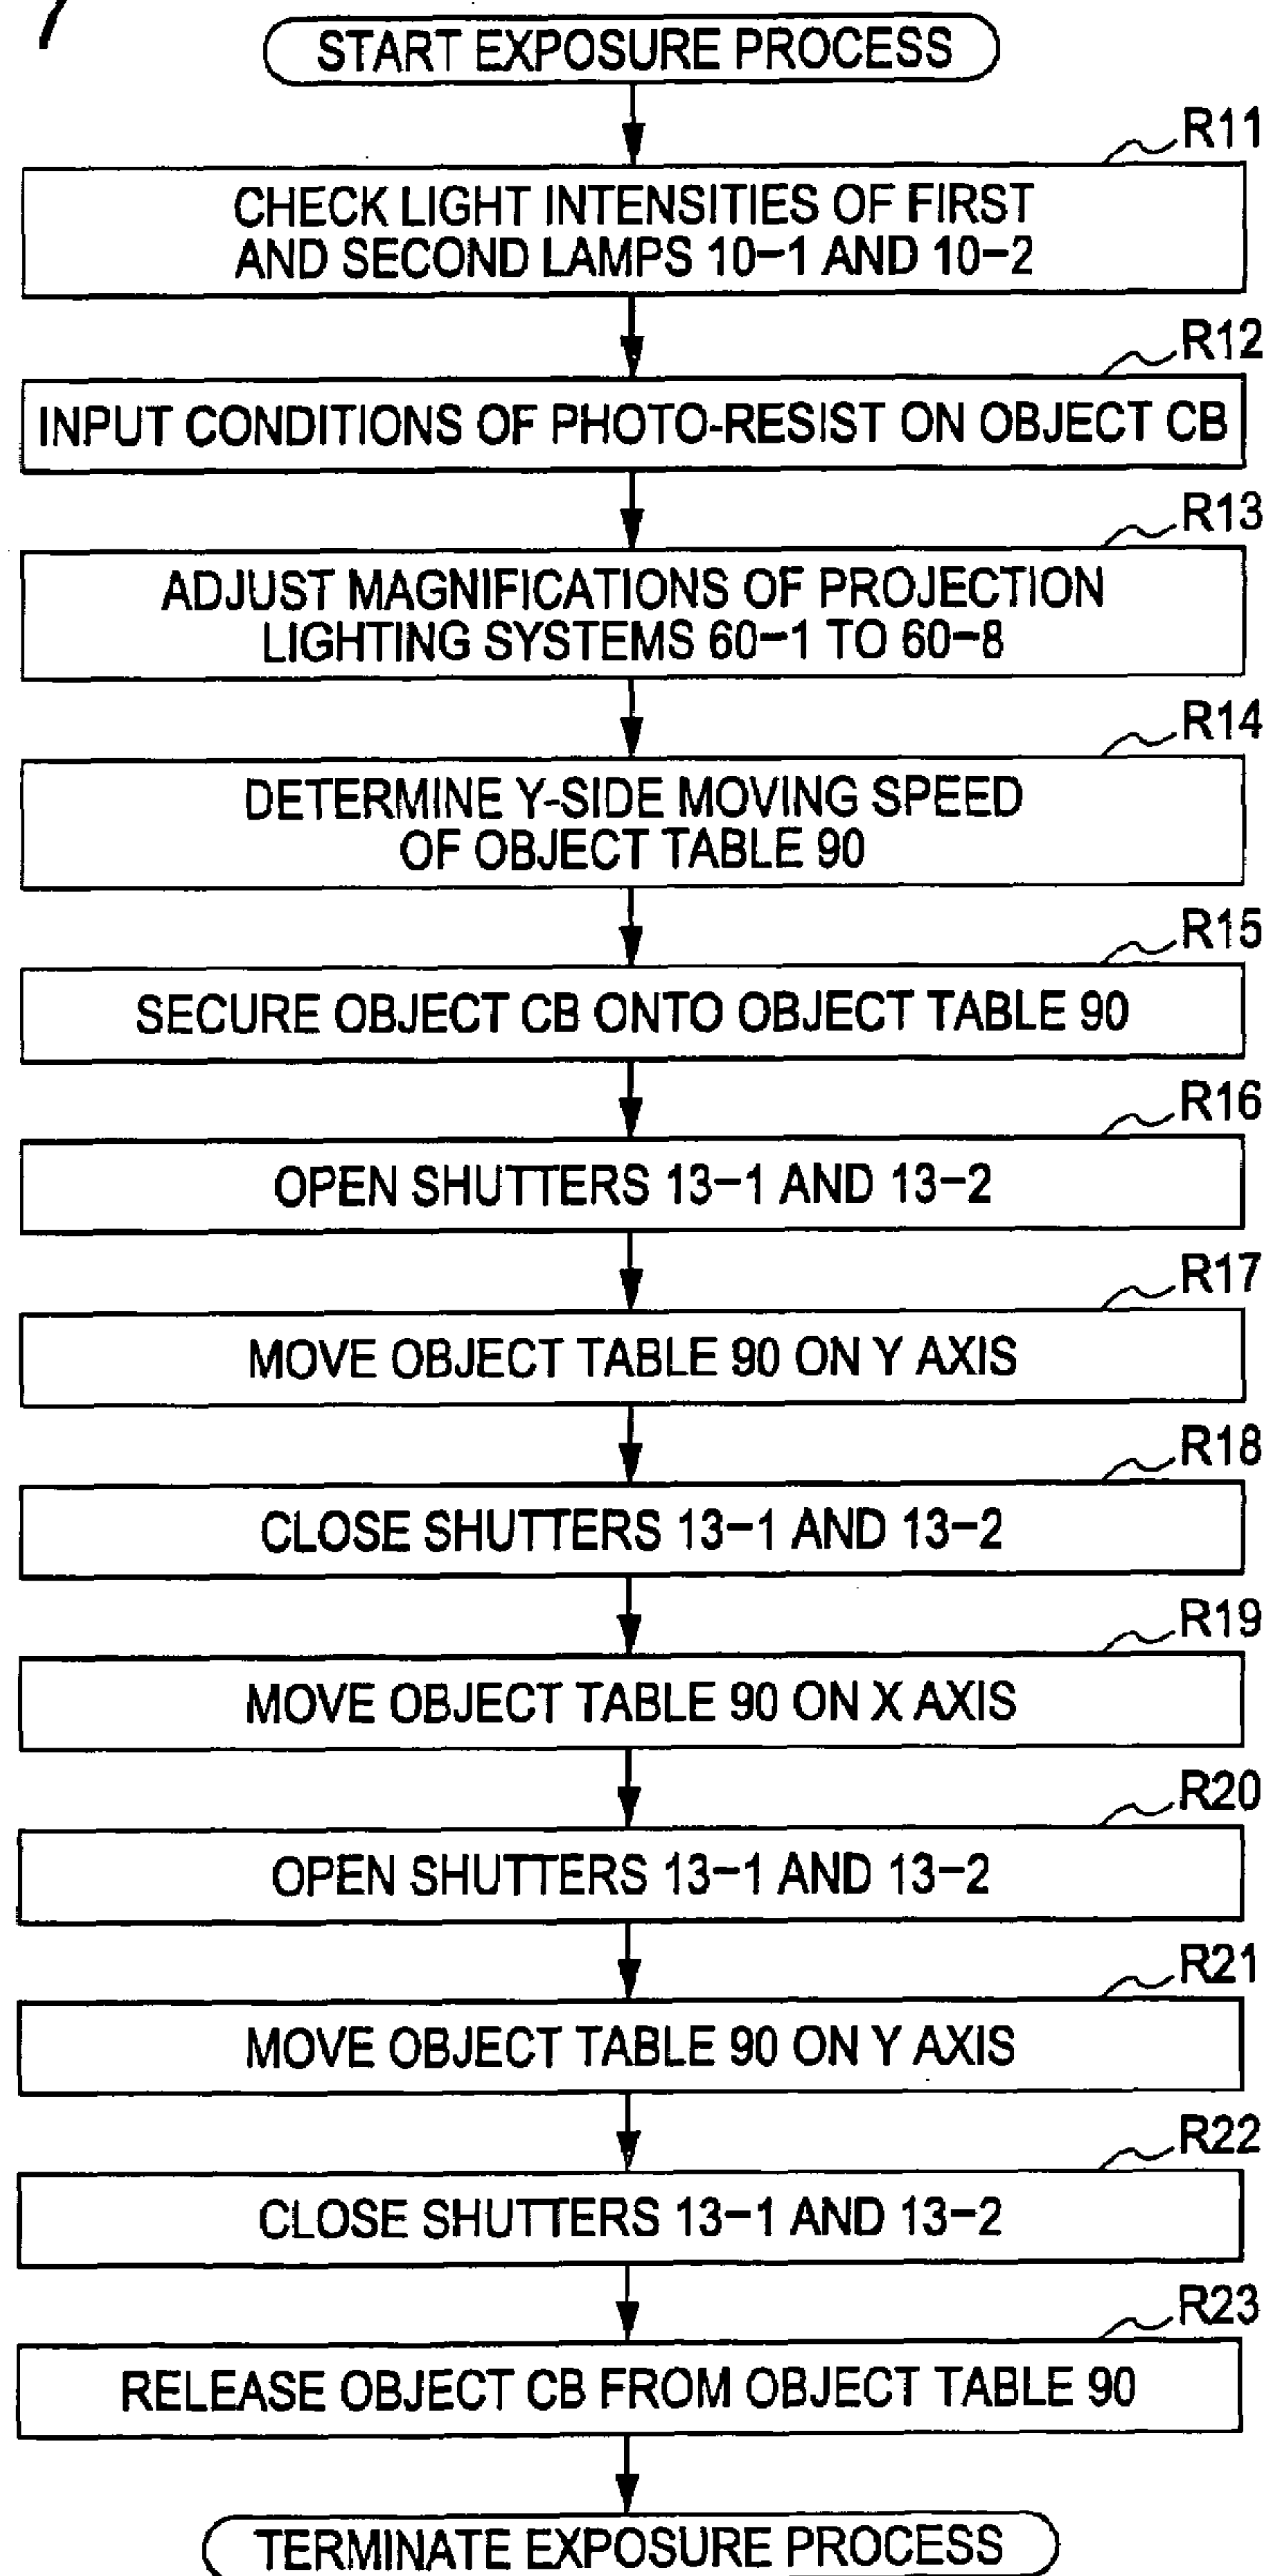 7
START EXPOSURE PROCESS
R11
CHECK LIGHT INTENSITIES OF FIRST
AND SECOND LAMPS 10-1 AND 10-2
R12
INPUT CONDITIONS OF PHOTO-RESIST ON OBJECT CB
R13
ADJUST MAGNIFICATIONS OF PROJECTION
LIGHTING SYSTEMS 60-1 TO 60-8
R14
DETERMINE Y-SIDE MOVING SPEED
OF OBJECT TABLE 90
R15
SECURE OBJECT CB ONTO OBJECT TABLE 90
R16
OPEN SHUTTERS 13-1 AND 13-2
R17
MOVE OBJECT TABLE 90 ON Y AXIS
R18
CLOSE SHUTTERS 13-1 AND 13-2
R19
MOVE OBJECT TABLE 90 ON X AXIS
R20
OPEN SHUTTERS 13-1 AND 13-2
R21
MOVE OBJECT TABLE 90 ON Y AXIS
R22
CLOSE SHUTTERS 13-1 AND 13-2
R23
RELEASE OBJECT CB FROM OBJECT TABLE 90
TERMINATE EXPOSURE PROCESS